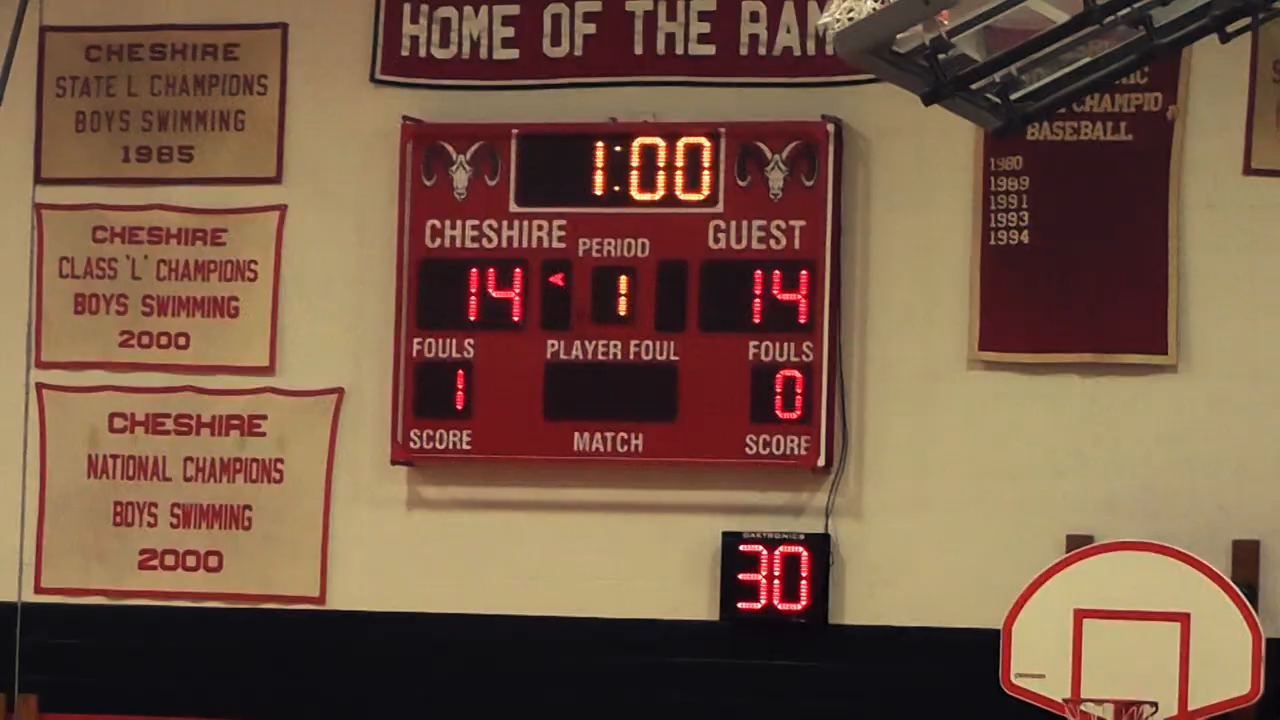 HOME OF THE RAM
CHESHIRE
STATE L CHAMPIONS
BOYS SWIMMING
1985
CHESHIRE
CLASS 'L' CHAMPIONS
BOYS SWIMMING
2000
CHESHIRE
NATIONAL CHAMPIONS
BOYS SWIMMING
2000
1:00
CHESHIRE PERIOD GUEST
14 1 14
FOULS PLAYER FOUL FOULS
1 0
SCORE MATCH SCORE
DAKTRONICS
30
CHAMPIO
BASEBALL
1980
1989
1991
1993
1994